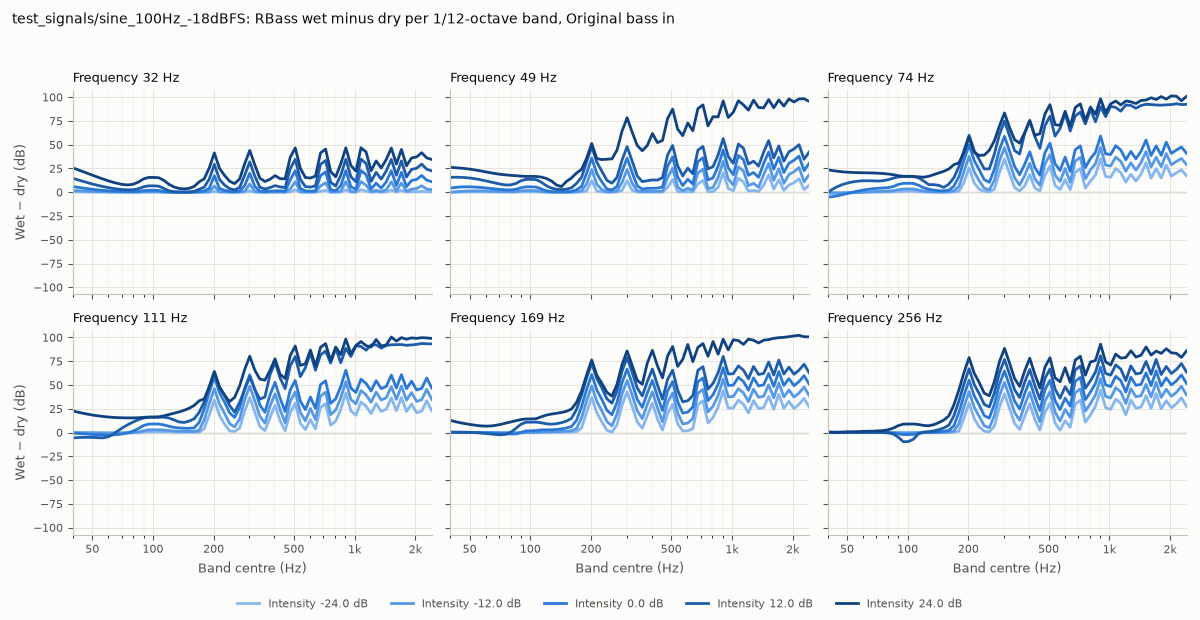 test_signals/sine_100Hz_-18dBFS: RBass wet minus dry per 1/12-octave band, Original bass in
Frequency 32 Hz
Frequency 49 Hz
Frequency 74 Hz
Wet − dry (dB)
100
75
50
25
0
−25
−50
−75
−100
Frequency 111 Hz
Frequency 169 Hz
Frequency 256 Hz
Wet − dry (dB)
100
75
50
25
0
−25
−50
−75
−100
50 100 200 500 1k 2k
50 100 200 500 1k 2k
50 100 200 500 1k 2k
Band centre (Hz)
Band centre (Hz)
Band centre (Hz)
Intensity -24.0 dB
Intensity -12.0 dB
Intensity 0.0 dB
Intensity 12.0 dB
Intensity 24.0 dB